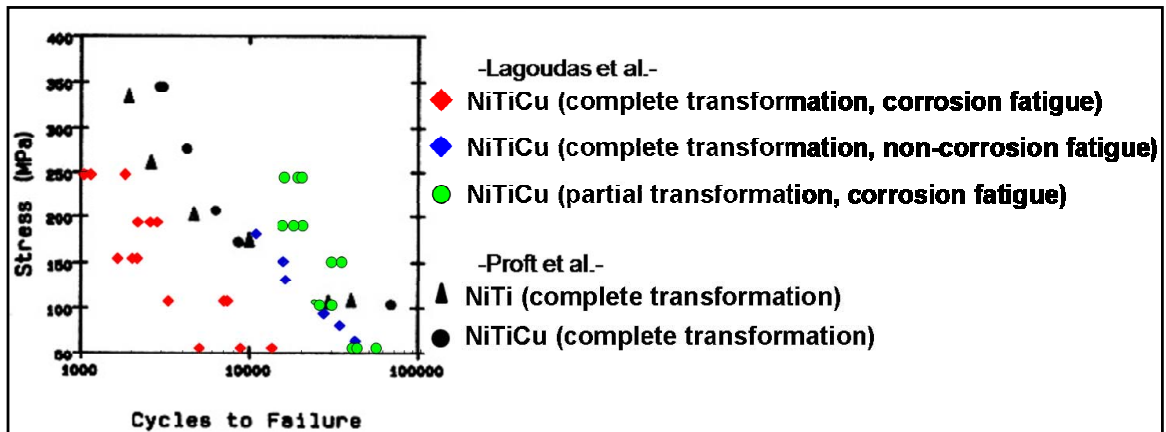 400
350
300
250
200
150
100
50
Stress (MPa)
1000
10000
100000
Cycles to Failure
-Lagoudas et al.-
NiTiCu (complete transformation, corrosion fatigue)
NiTiCu (complete transformation, non-corrosion fatigue)
NiTiCu (partial transformation, corrosion fatigue)
-Proft et al.-
NiTi (complete transformation)
NiTiCu (complete transformation)